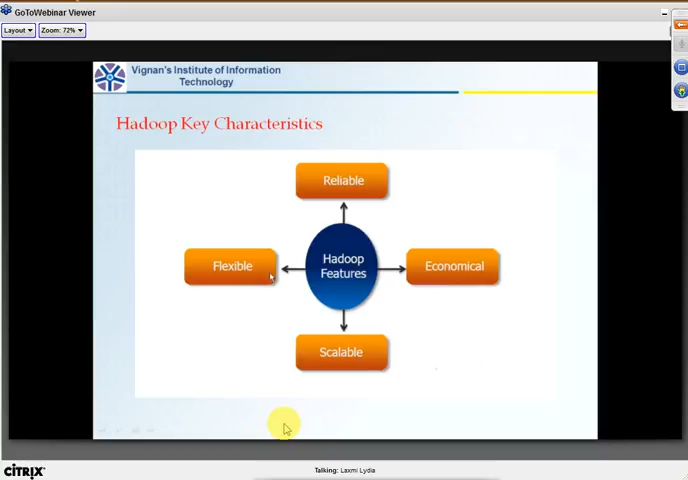 GoToWebinar Viewer
Layout
Zoom: 72%
Vignan's Institute of Information
Technology
Hadoop Key Characteristics
Reliable
Flexible
Hadoop
Features
Economical
Scalable
CITRIX
Talking: Laxmi Lydia